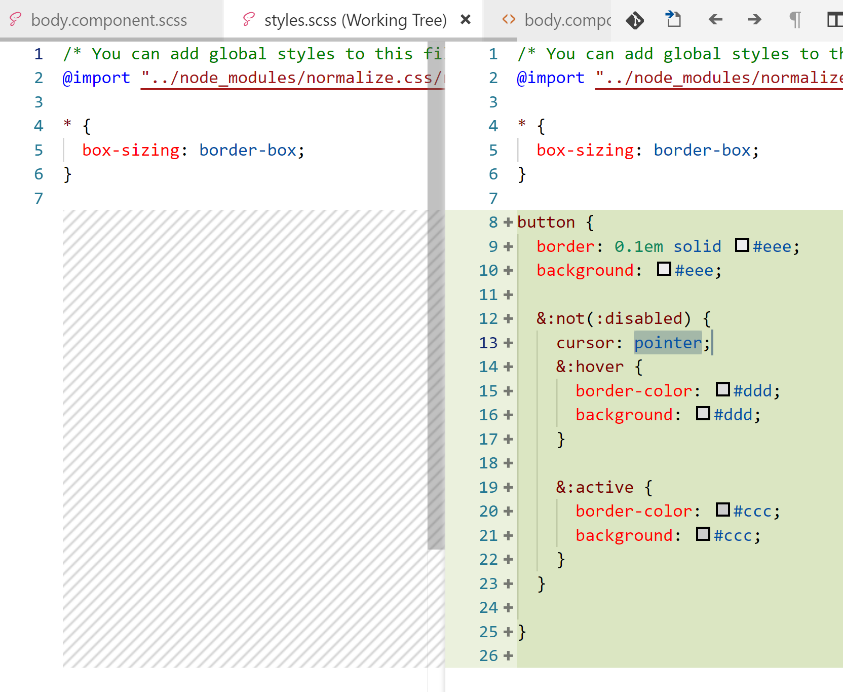 body.component.scss
styles.scss (Working Tree)
body.comp
1 /* You can add global styles to this fi
2 @import "../node_modules/normalize.css/
3
4 * {
5 box-sizing: border-box;
6 }
7
1 /* You can add global styles to th
2 @import "../node_modules/normalize
3
4 * {
5 box-sizing: border-box;
6 }
7
8 + button {
9 + border: 0.1em solid #eee;
10 + background: #eee;
11 +
12 + &:not(:disabled) {
13 + cursor: pointer;
14 + &:hover {
15 + border-color: #ddd;
16 + background: #ddd;
17 + }
18 +
19 + &:active {
20 + border-color: #ccc;
21 + background: #ccc;
22 + }
23 + }
24 +
25 + }
26 +